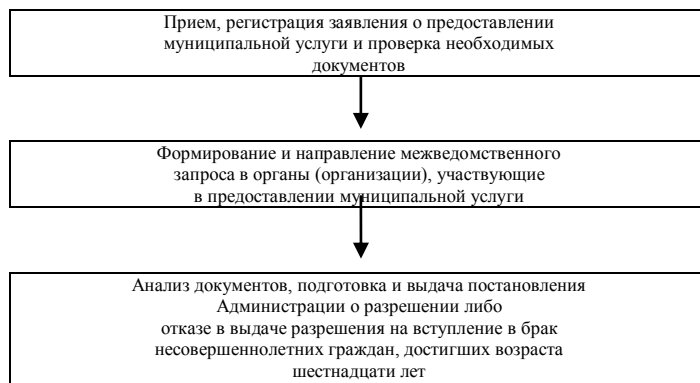 Прием, регистрация заявления о предоставлении
муниципальной услуги и проверка необходимых
документов
Формирование и направление межведомственного
запроса в органы (организации), участвующие
в предоставлении муниципальной услуги
Анализ документов, подготовка и выдача постановления
Администрации о разрешении либо
отказе в выдаче разрешения на вступление в брак
несовершеннолетних граждан, достигших возраста
шестнадцати лет